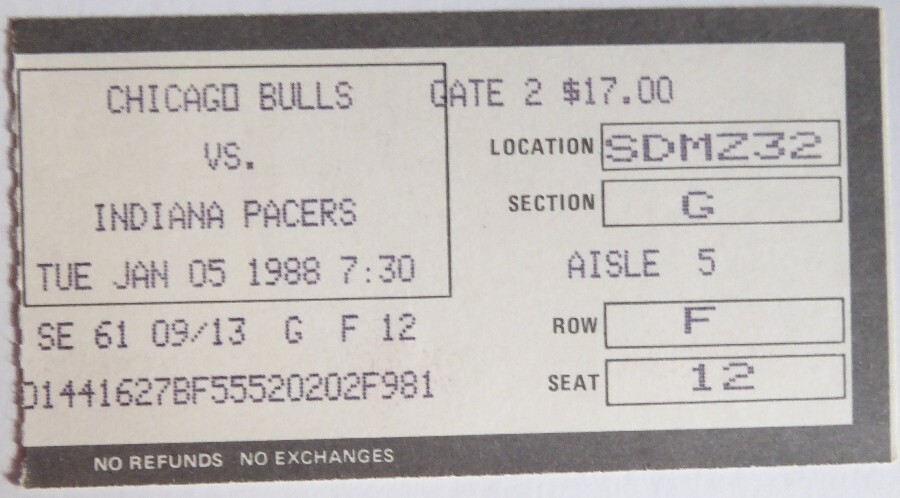 CHICAGO BULLS
VS.
INDIANA PACERS
TUE JAN 05 1988 7:30
SE 61 09/13 G F 12
01441627BF55520202F981
GATE 2 $17.00
LOCATION SDMZ32
SECTION G
AISLE 5
ROW F
SEAT 12
NO REFUNDS NO EXCHANGES